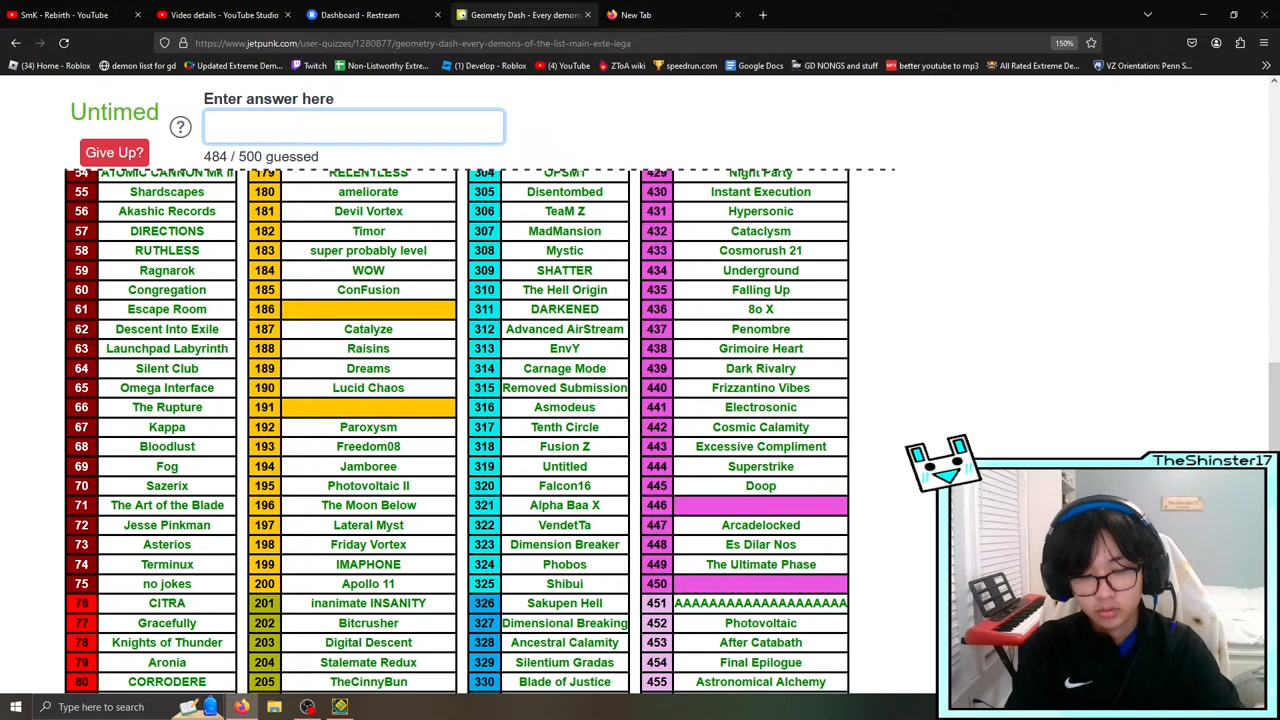 SmK - Rebirth - YouTube
Video details - YouTube Studio
Dashboard - Restream
Geometry Dash - Every demons
New Tab
https://www.jetpunk.com/user-quizzes/1280877/geometry-dash-every-demons-of-the-list-main-exte-lega
150%
(34) Home - Roblox
demon lisst for gd
Updated Extreme Dem...
Twitch
Non-Listworthy Extre...
(1) Develop - Roblox
(4) YouTube
ZToA wiki
speedrun.com
Google Docs
GD NONGS and stuff
better youtube to mp3
All Rated Extreme De...
VZ Orientation: Penn S...
Untimed
Enter answer here
?
Give Up?
484 / 500 guessed
54 ATOMIC CANNON Mk III 179 RELENTLESS 304 OPSMT 429 Night Party
55 Shardscapes 180 ameliorate 305 Disentombed 430 Instant Execution
56 Akashic Records 181 Devil Vortex 306 TeaM Z 431 Hypersonic
57 DIRECTIONS 182 Timor 307 MadMansion 432 Cataclysm
58 RUTHLESS 183 super probably level 308 Mystic 433 Cosmorush 21
59 Ragnarok 184 WOW 309 SHATTER 434 Underground
60 Congregation 185 ConFusion 310 The Hell Origin 435 Falling Up
61 Escape Room 186 311 DARKENED 436 8o X
62 Descent Into Exile 187 Catalyze 312 Advanced AirStream 437 Penombre
63 Launchpad Labyrinth 188 Raisins 313 EnvY 438 Grimoire Heart
64 Silent Club 189 Dreams 314 Carnage Mode 439 Dark Rivalry
65 Omega Interface 190 Lucid Chaos 315 Removed Submission 440 Frizzantino Vibes
66 The Rupture 191 316 Asmodeus 441 Electrosonic
67 Kappa 192 Paroxysm 317 Tenth Circle 442 Cosmic Calamity
68 Bloodlust 193 Freedom08 318 Fusion Z 443 Excessive Compliment
69 Fog 194 Jamboree 319 Untitled 444 Superstrike
70 Sazerix 195 Photovoltaic II 320 Falcon16 445 Doop
71 The Art of the Blade 196 The Moon Below 321 Alpha Baa X 446
72 Jesse Pinkman 197 Lateral Myst 322 VendetTa 447 Arcadelocked
73 Asterios 198 Friday Vortex 323 Dimension Breaker 448 Es Dilar Nos
74 Terminux 199 IMAPHONE 324 Phobos 449 The Ultimate Phase
75 no jokes 200 Apollo 11 325 Shibui 450
76 CITRA 201 inanimate INSANITY 326 Sakupen Hell 451 AAAAAAAAAAAAAAAAAAAA
77 Gracefully 202 Bitcrusher 327 Dimensional Breaking 452 Photovoltaic
78 Knights of Thunder 203 Digital Descent 328 Ancestral Calamity 453 After Catabath
79 Aronia 204 Stalemate Redux 329 Silentium Gradas 454 Final Epilogue
80 CORRODERE 205 TheCinnyBun 330 Blade of Justice 455 Astronomical Alchemy
TheShinster17
Type here to search